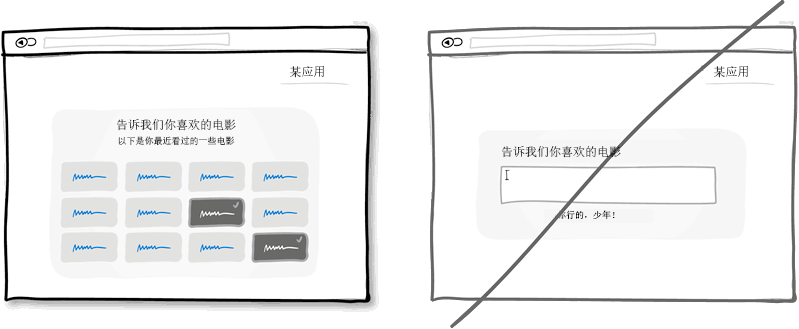 某应用
告诉我们你喜欢的电影
以下是你最近看过的一些电影
某应用
告诉我们你喜欢的电影
你行的，少年！